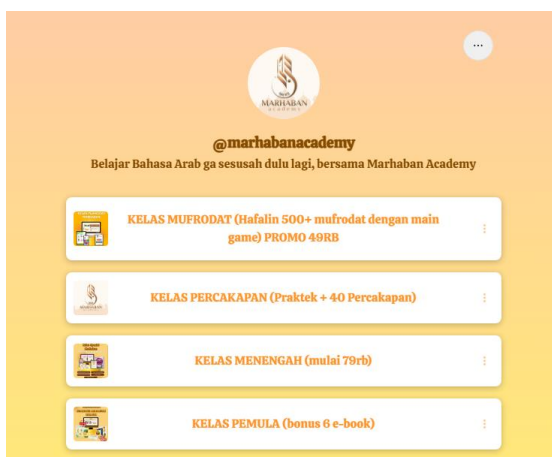 MARHABAN
academy
@marhabanacademy
Belajar Bahasa Arab ga sesusah dulu lagi, bersama Marhaban Academy
KELAS MUFRODAT (Hafalin 500+ mufrodat dengan main
game) PROMO 49RB
KELAS PERCAKAPAN (Praktek + 40 Percakapan)
KELAS MENENGAH (mulai 79rb)
KELAS PEMULA (bonus 6 e-book)